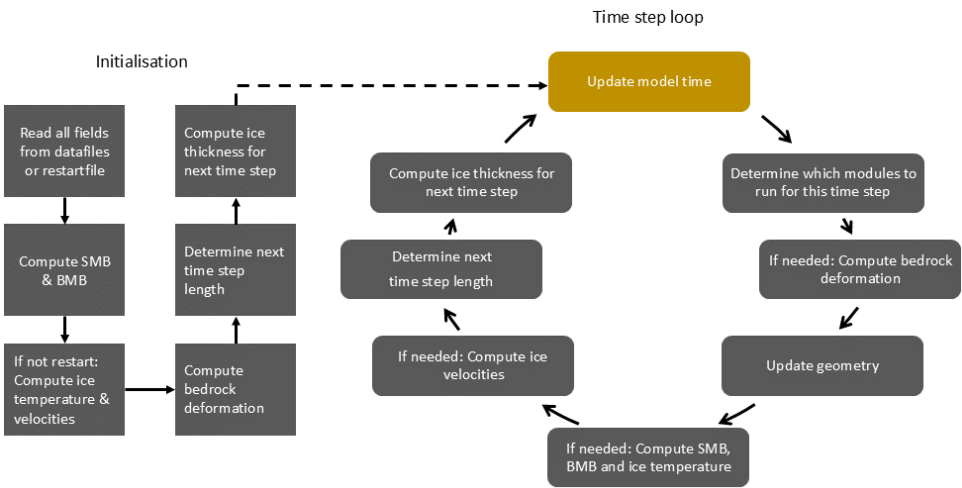 Time step loop
Initialisation
Update model time
Read all fields
from datafiles
or restartfile
Compute ice
thickness for
next time step
Compute ice thickness for
next time step
Determine which modules to
run for this time step
Compute SMB
& BMB
Determine next
time step
length
Determine next
time step length
If needed: Compute bedrock
deformation
If not restart:
Compute ice
temperature &
velocities
Compute
bedrock
deformation
If needed: Compute ice
velocities
Update geometry
If needed: Compute SMB,
BMB and ice temperature